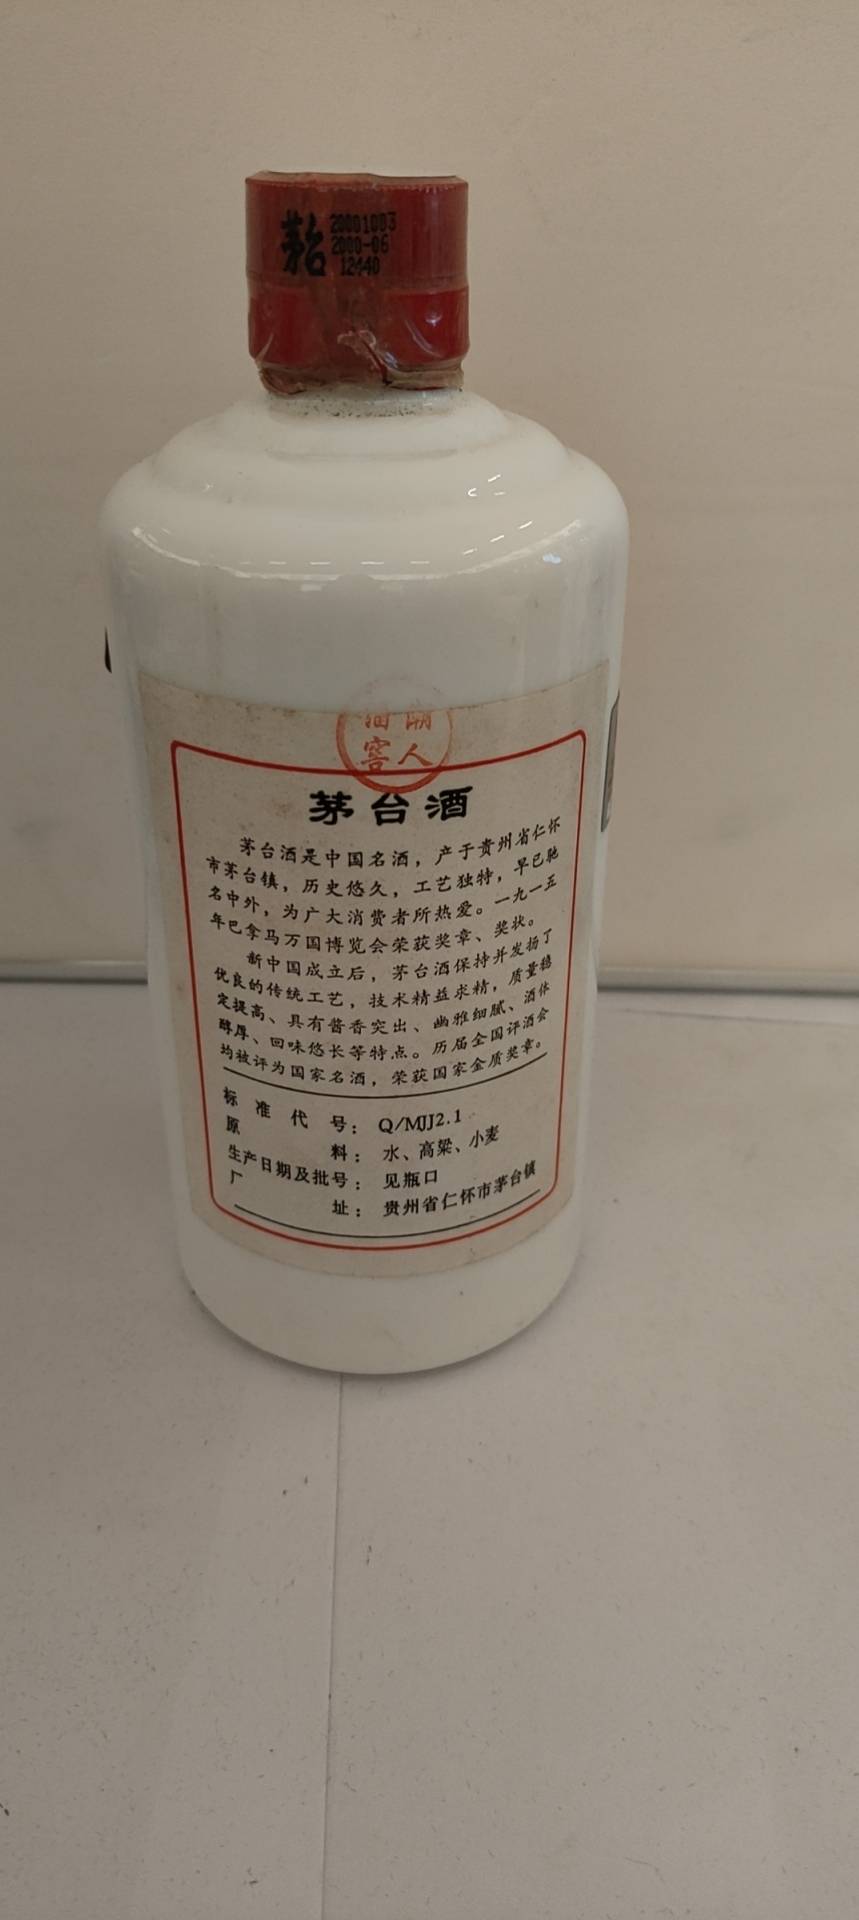 茅台
20001003
2000-06
12440
人
窖
茅台酒
茅台酒是中国名酒，产于贵州省仁怀
市茅台镇，历史悠久，工艺独特，早已驰
名中外，为广大消费者所热爱。一九一五
年巴拿马万国博览会荣获奖章、奖状。
新中国成立后，茅台酒保持并发扬了
优良的传统工艺，技术精益求精，质量稳
定提高、具有酱香突出、幽雅细腻、酒体
醇厚、回味悠长等特点。历届全国评酒会
均被评为国家名酒，荣获国家金质奖章。
标准代号：Q/MJJ2.1
原料：水、高粱、小麦
生产日期及批号：见瓶口
厂址：贵州省仁怀市茅台镇